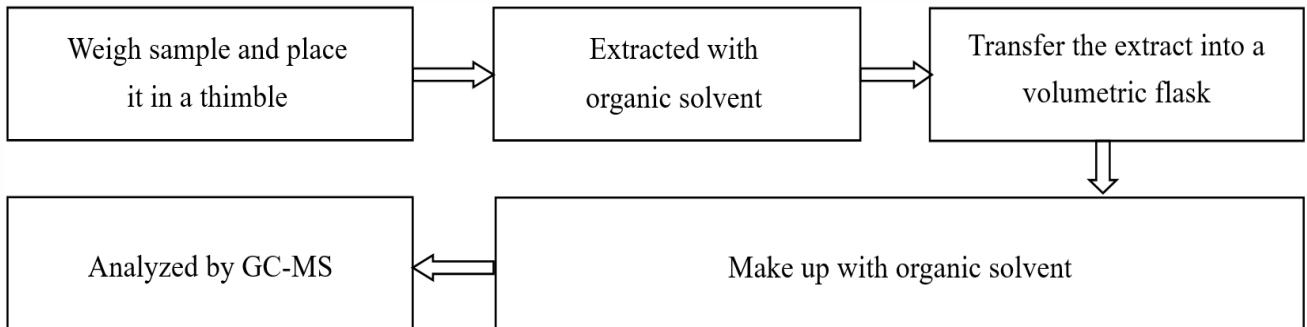 Weigh sample and place
it in a thimble
Extracted with
organic solvent
Transfer the extract into a
volumetric flask
Make up with organic solvent
Analyzed by GC-MS